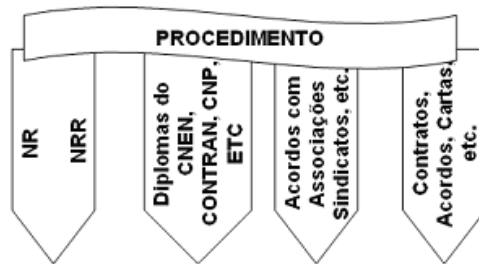 PROCEDIMENTO
NR
NRR
Diplomas do
CNEN,
CONTRAN, CNP,
ETC
Acordos com
Associações
Sindicatos, etc.
Contratos,
Acordos, Cartas,
etc.